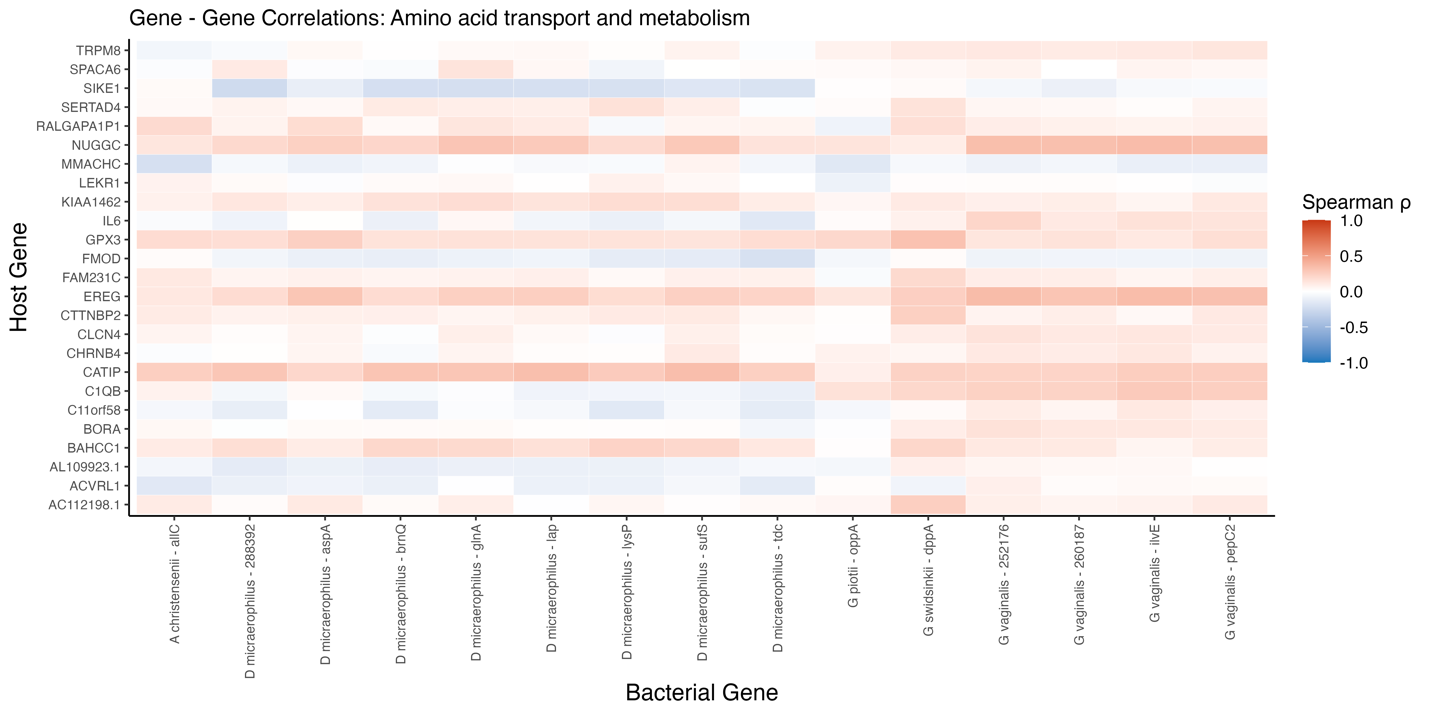 Gene - Gene Correlations: Amino acid transport and metabolism
Host Gene
TRPM8
SPACA6
SIKE1
SERTAD4
RALGAPA1P1
NUGGC
MMACHC
LEKR1
KIAA1462
IL6
GPX3
FMOD
FAM231C
EREG
CTTNBP2
CLCN4
CHRNB4
CATIP
C1QB
C11orf58
BORA
BAHCC1
AL109923.1
ACVRL1
AC112198.1
A christensenii - allC
D micraerophilus - 288392
D micraerophilus - aspA
D micraerophilus - brnQ
D micraerophilus - glnA
D micraerophilus - lap
D micraerophilus - lysP
D micraerophilus - sufS
D micraerophilus - tdc
G piotii - oppA
G swidsinkii - dppA
G vaginalis - 252176
G vaginalis - 260187
G vaginalis - ilvE
G vaginalis - pepC2
Bacterial Gene
Spearman ρ
1.0
0.5
0.0
-0.5
-1.0